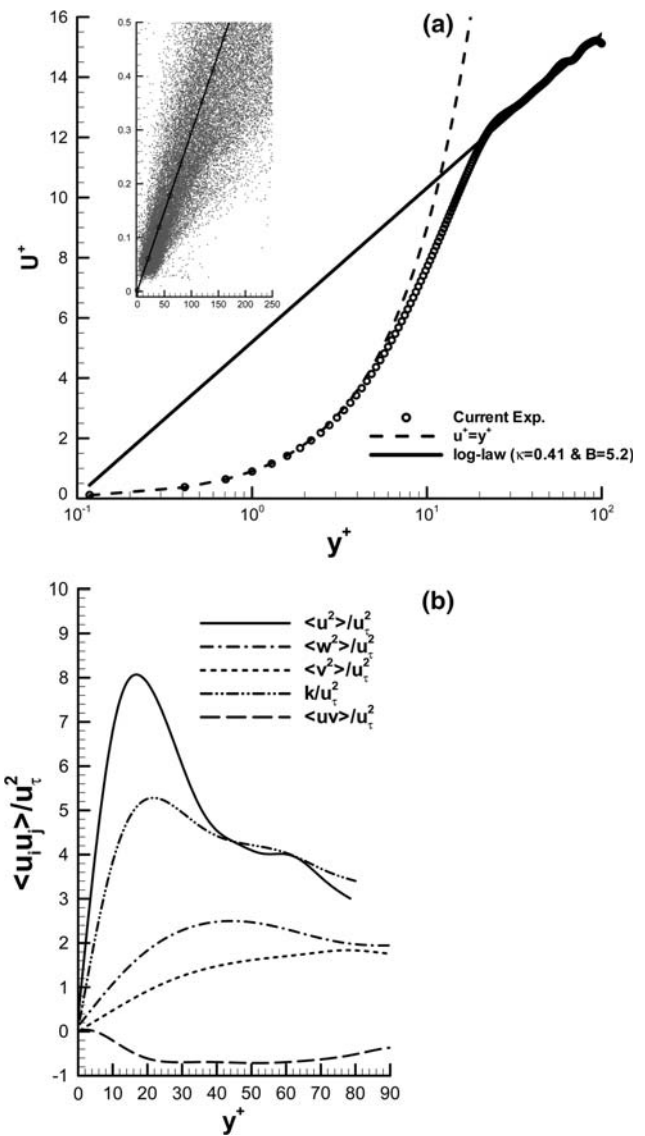 (a)
16
14
12
10
8
6
4
2
0
U+
0.5
0.4
0.3
0.2
0.1
0
0 50 100 150 200 250
Current Exp.
u+=y+
log-law (κ=0.41 & B=5.2)
10-1 100 101 102
y+
(b)
10
9
8
7
6
5
4
3
2
1
0
-1
<uiuj>/uτ2
<u2>/uτ2
<w2>/uτ2
<v2>/uτ2
k/uτ2
<uv>/uτ2
0 10 20 30 40 50 60 70 80 90
y+